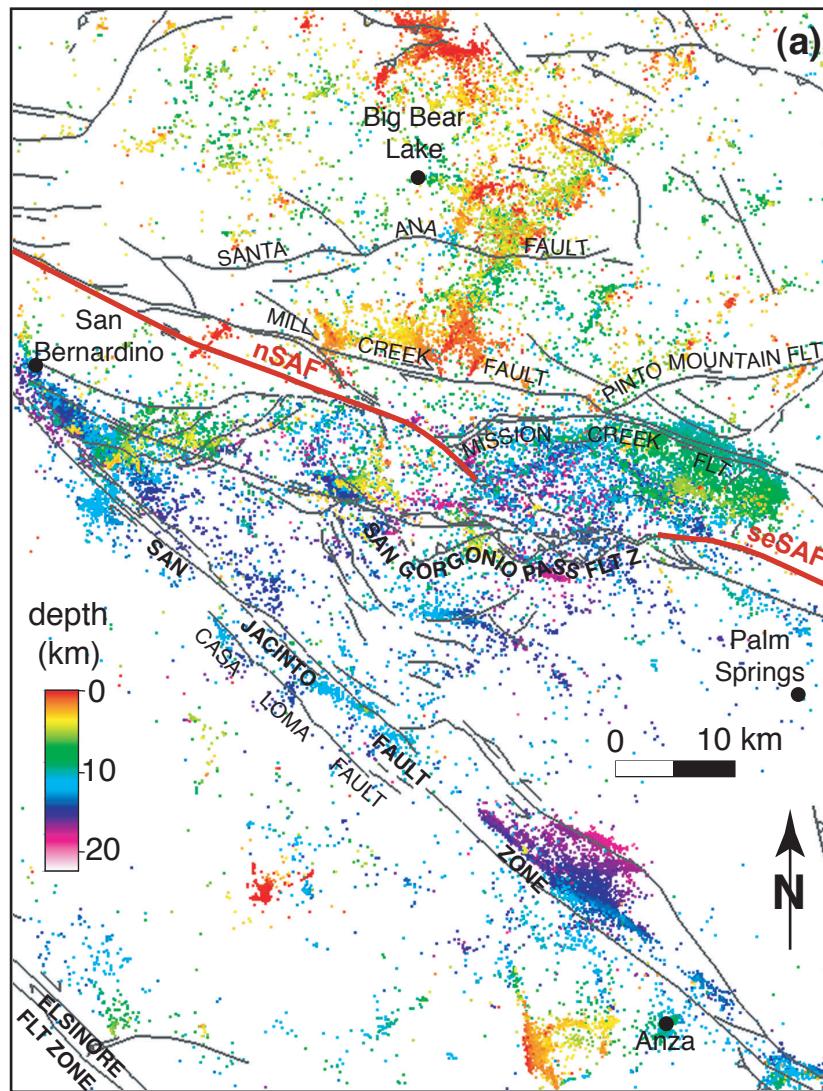 (a)
Big Bear
Lake
SANTA ANA FAULT
San
Bernardino
MILL CREEK FAULT
nSAF
PINTO MOUNTAIN FLT
MISSION CREEK FLT
seSAF
SAN GORGONIO PASS FLT Z.
SAN JACINTO FAULT ZONE
CASA LOMA FAULT
depth
(km)
0
10
20
Palm
Springs
0 10 km
N
Anza
ELSINORE
FLT ZONE